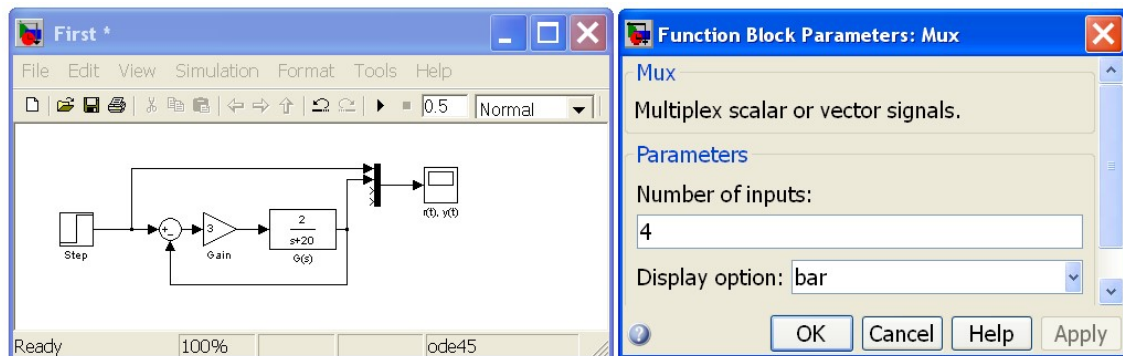 First *
File Edit View Simulation Format Tools Help
0.5 Normal
Step
+
-
3
Gain
2
s+20
G(s)
r(t), y(t)
Ready 100% ode45
Function Block Parameters: Mux
Mux
Multiplex scalar or vector signals.
Parameters
Number of inputs:
4
Display option: bar
OK Cancel Help Apply